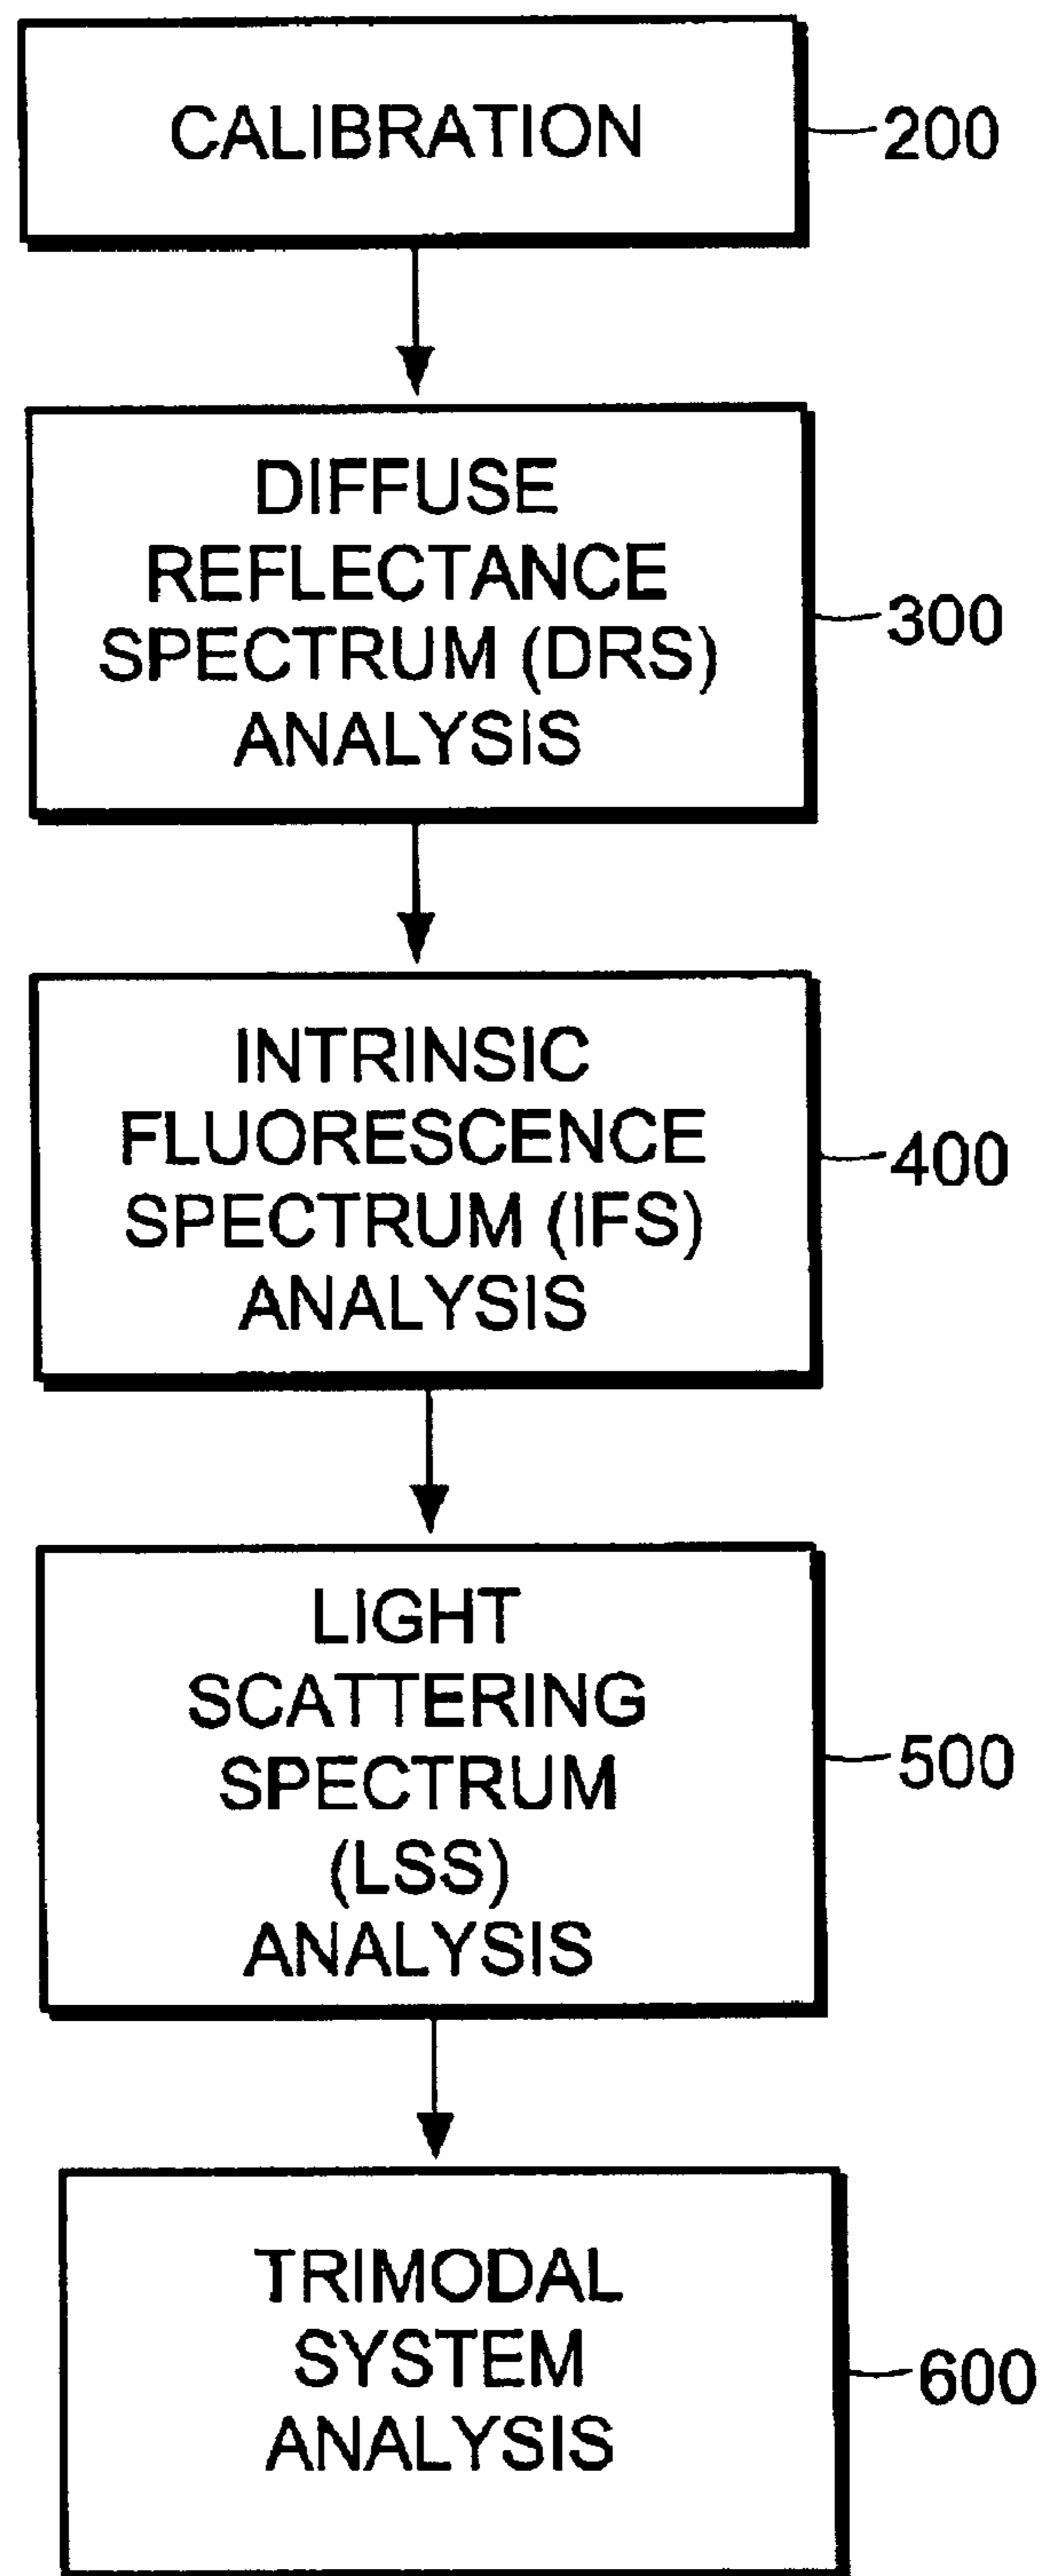 CALIBRATION
200
DIFFUSE
REFLECTANCE
SPECTRUM (DRS)
ANALYSIS
300
INTRINSIC
FLUORESCENCE
SPECTRUM (IFS)
ANALYSIS
400
LIGHT
SCATTERING
SPECTRUM
(LSS)
ANALYSIS
500
TRIMODAL
SYSTEM
ANALYSIS
600